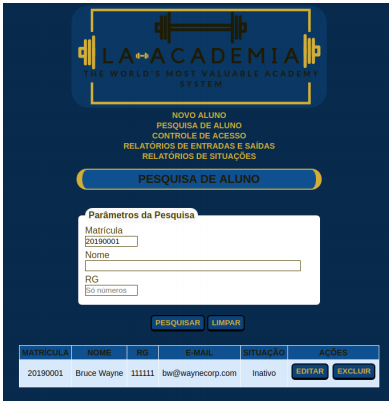 LA-ACADEMIA
THE WORLD'S MOST VALUABLE ACADEMY
SYSTEM
NOVO ALUNO
PESQUISA DE ALUNO
CONTROLE DE ACESSO
RELATÓRIOS DE ENTRADAS E SAÍDAS
RELATÓRIOS DE SITUAÇÕES
PESQUISA DE ALUNO
Parâmetros da Pesquisa
Matrícula
20190001
Nome
RG
Só números
PESQUISAR LIMPAR
MATRÍCULA NOME RG E-MAIL SITUAÇÃO AÇÕES
20190001 Bruce Wayne 111111 bw@waynecorp.com Inativo EDITAR EXCLUIR